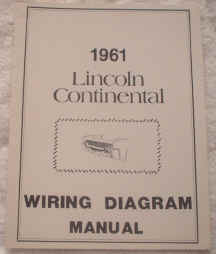 1961
Lincoln
Continental
WIRING DIAGRAM
MANUAL